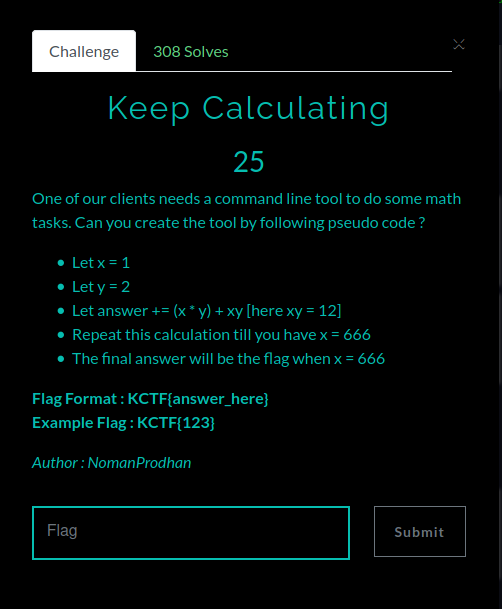 Challenge
308 Solves
×
Keep Calculating
25
One of our clients needs a command line tool to do some math
tasks. Can you create the tool by following pseudo code ?
Let x = 1
Let y = 2
Let answer += (x * y) + xy [here xy = 12]
Repeat this calculation till you have x = 666
The final answer will be the flag when x = 666
Flag Format : KCTF{answer_here}
Example Flag : KCTF{123}
Author : NomanProdhan
Flag
Submit